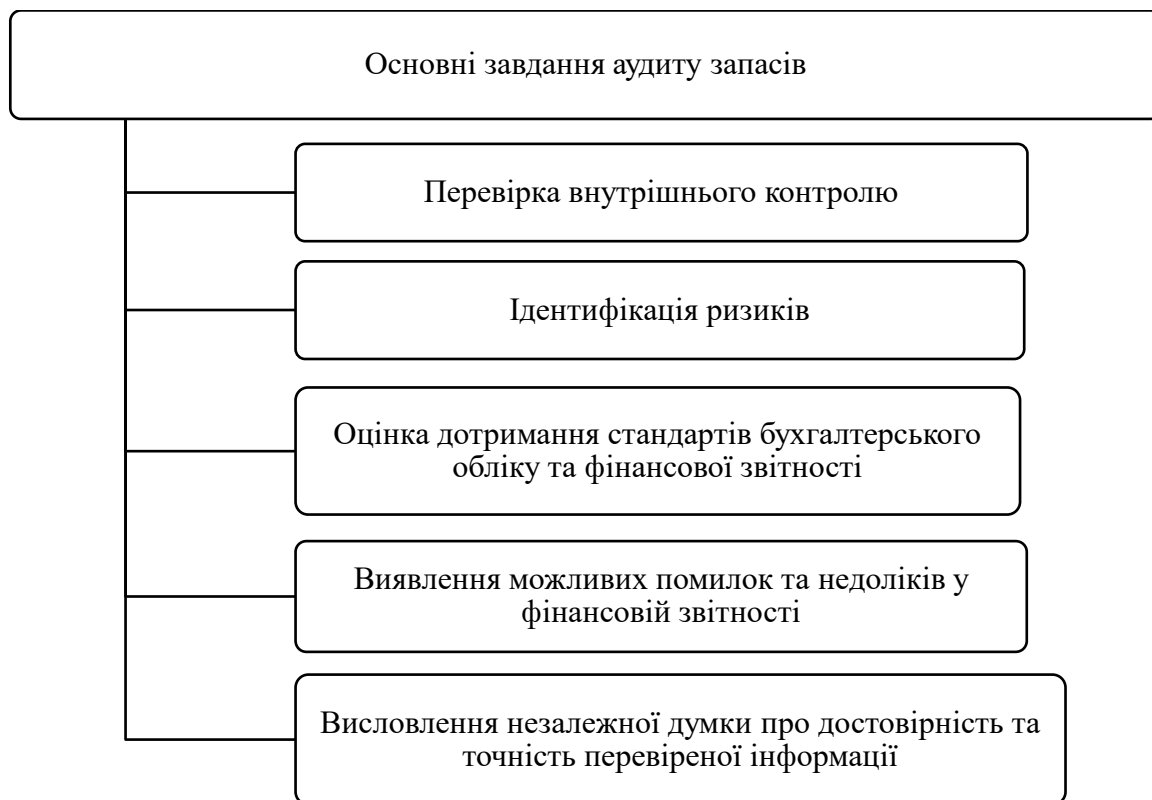 Основні завдання аудиту запасів
Перевірка внутрішнього контролю
Ідентифікація ризиків
Оцінка дотримання стандартів бухгалтерського
обліку та фінансової звітності
Виявлення можливих помилок та недоліків у
фінансовій звітності
Висловлення незалежної думки про достовірність та
точність перевіреної інформації